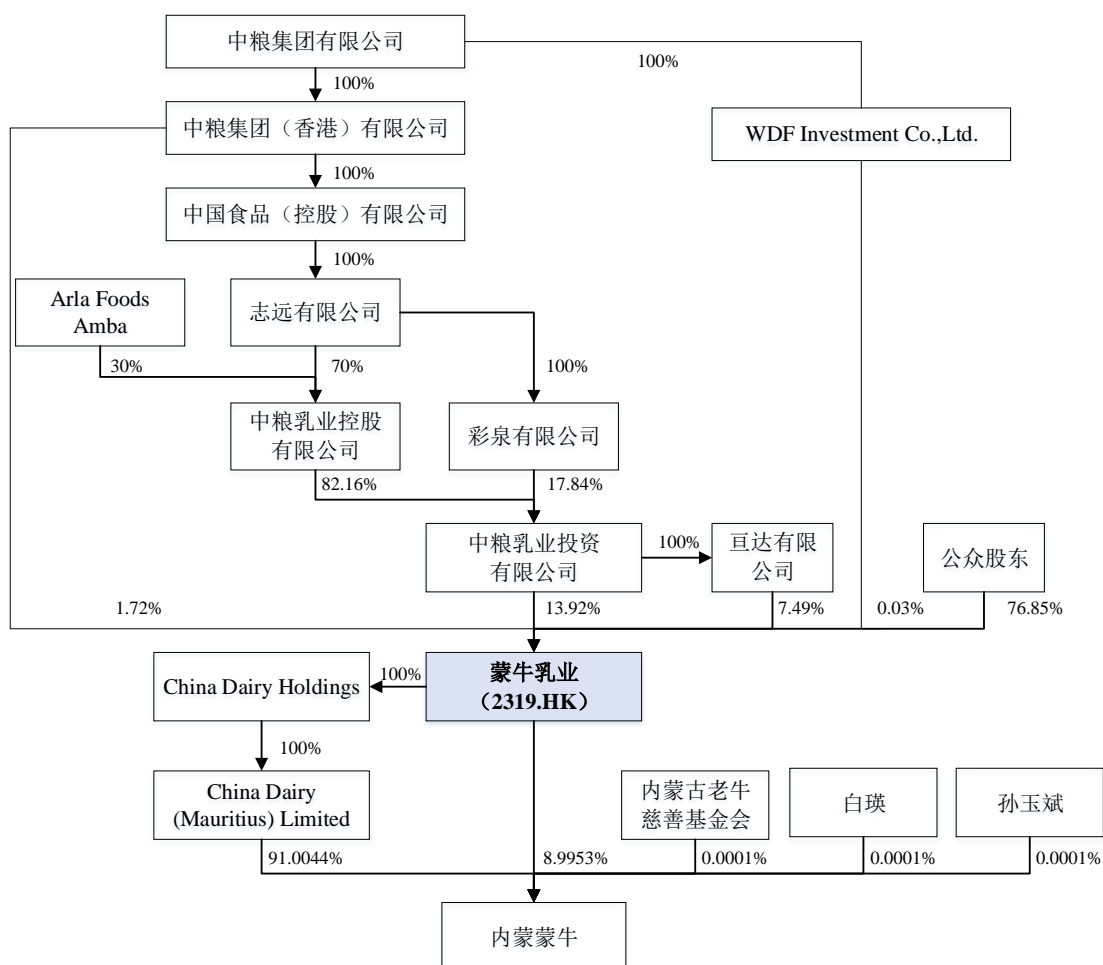 中粮集团有限公司
100%
100%
中粮集团（香港）有限公司
WDF Investment Co.,Ltd.
100%
中国食品（控股）有限公司
100%
Arla Foods
Amba
志远有限公司
30%
70%
100%
中粮乳业控股
有限公司
彩泉有限公司
82.16%
17.84%
中粮乳业投资
有限公司
100%
亘达有限
公司
公众股东
1.72%
13.92%
7.49%
0.03%
76.85%
China Dairy Holdings
100%
蒙牛乳业
（2319.HK）
100%
China Dairy
(Mauritius) Limited
内蒙古老牛
慈善基金会
白瑛
孙玉斌
91.0044%
8.9953%
0.0001%
0.0001%
0.0001%
内蒙蒙牛